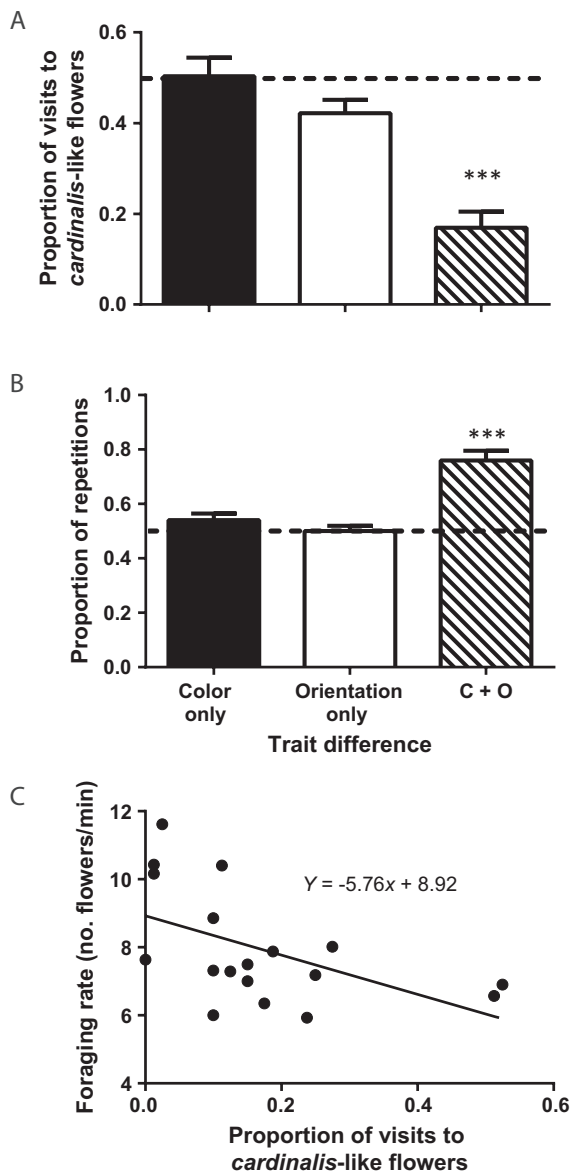 A
Proportion of visits to
cardinalis-like flowers
0.6
0.4
0.2
0.0
***
B
Proportion of repetitions
1.0
0.8
0.6
0.4
0.2
0.0
***
Color
only
Orientation
only
C + O
Trait difference
C
Foraging rate (no. flowers/min)
12
10
8
6
4
Y = -5.76x + 8.92
0.0
0.2
0.4
0.6
Proportion of visits to
cardinalis-like flowers